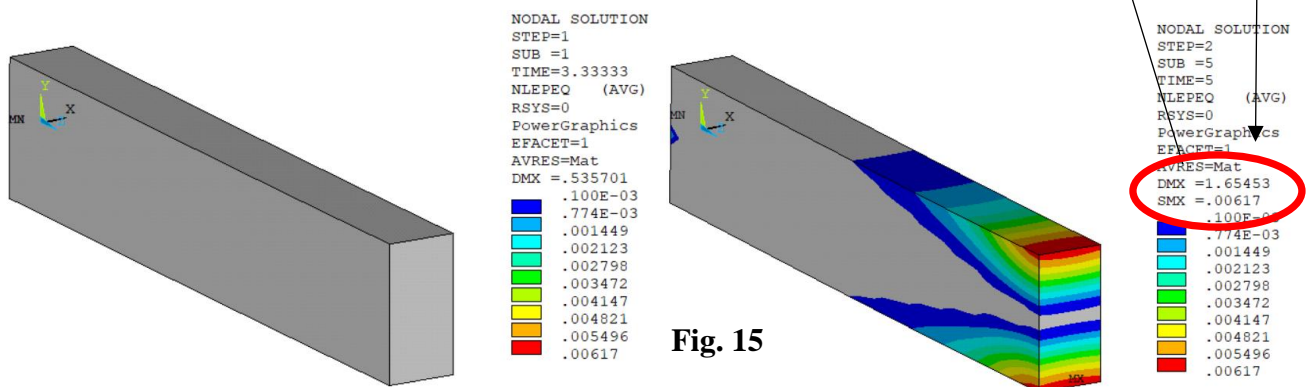 NODAL SOLUTION
STEP=1
SUB =1
TIME=3.33333
NLEPEQ (AVG)
RSYS=0
PowerGraphics
EFACET=1
AVRES=Mat
DMX =.535701
.100E-03
.774E-03
.001449
.002123
.002798
.003472
.004147
.004821
.005496
.00617
Y
X
MN
Fig. 15
Y
X
MN
MX
NODAL SOLUTION
STEP=2
SUB =5
TIME=5
NLEPEQ (AVG)
RSYS=0
PowerGraphics
EFACET=1
AVRES=Mat
DMX =1.65453
SMX =.00617
.100E-03
.774E-03
.001449
.002123
.002798
.003472
.004147
.004821
.005496
.00617